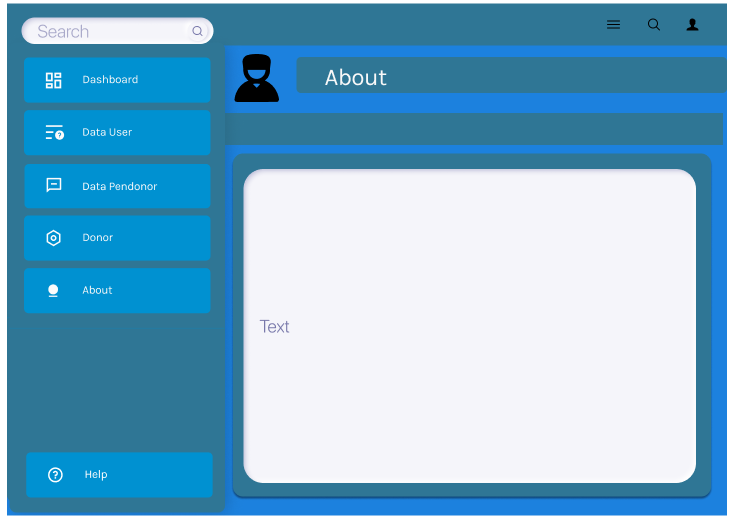 Search
About
Dashboard
Data User
Data Pendonor
Donor
About
Text
Help